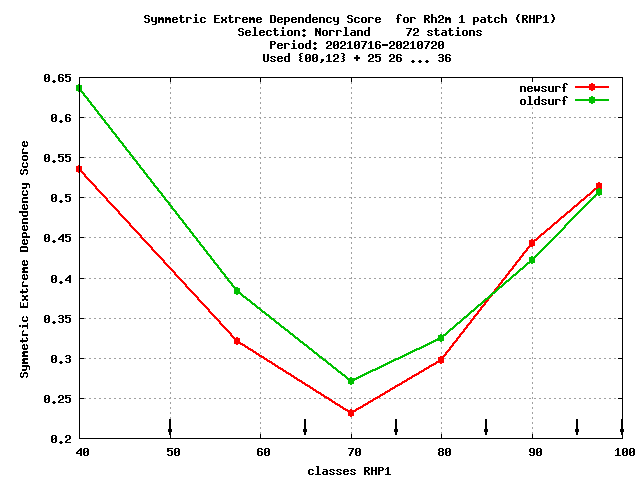 Symmetric Extreme Dependency Score  for Rh2m 1 patch (RHP1)
Selection: Norrland     72 stations
Period: 20210716-20210720
Used {00,12} + 25 26 ... 36
newsurf
oldsurf
Symmetric Extreme Dependency Score
0.65
0.6
0.55
0.5
0.45
0.4
0.35
0.3
0.25
0.2
40 50 60 70 80 90 100
classes RHP1